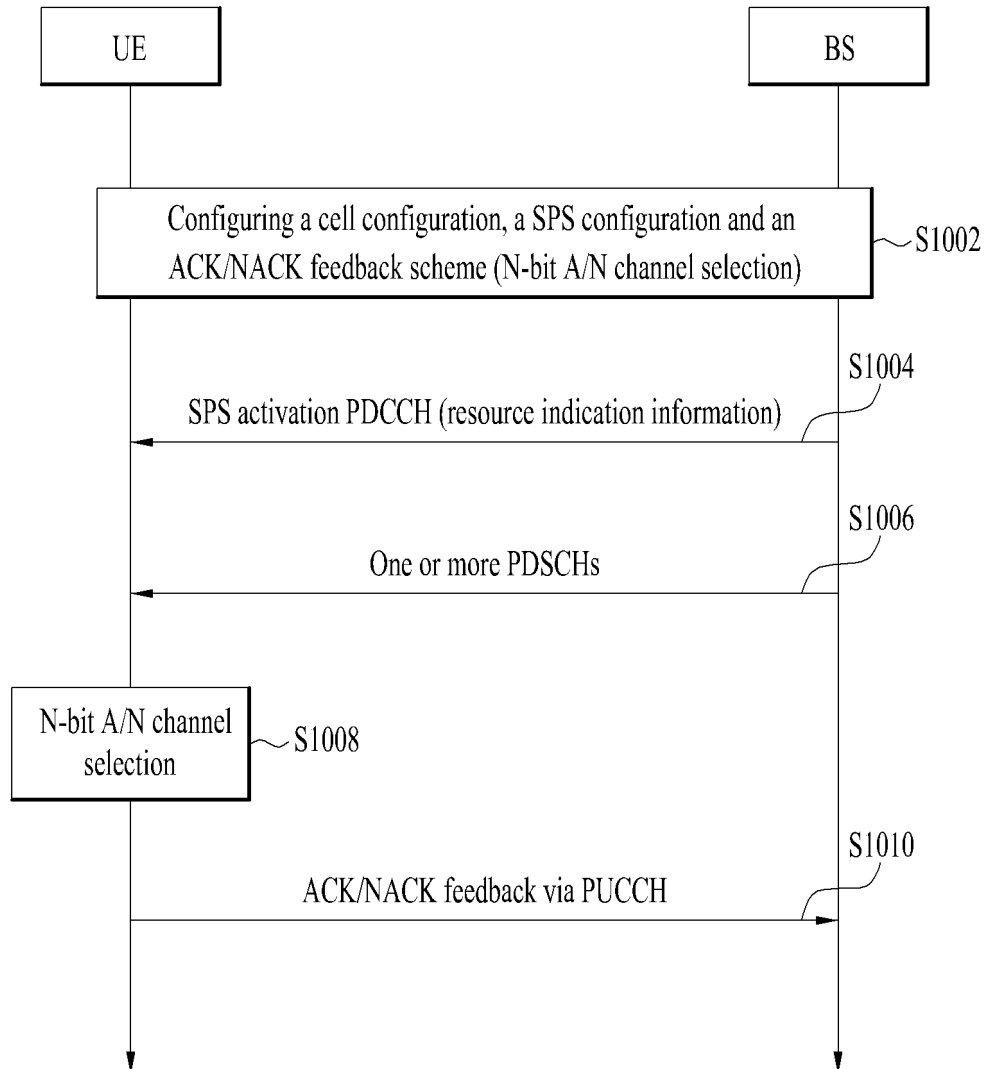 UE
BS
Configuring a cell configuration, a SPS configuration and an
ACK/NACK feedback scheme (N-bit A/N channel selection)
S1002
S1004
SPS activation PDCCH (resource indication information)
S1006
One or more PDSCHs
N-bit A/N channel
selection
S1008
S1010
ACK/NACK feedback via PUCCH